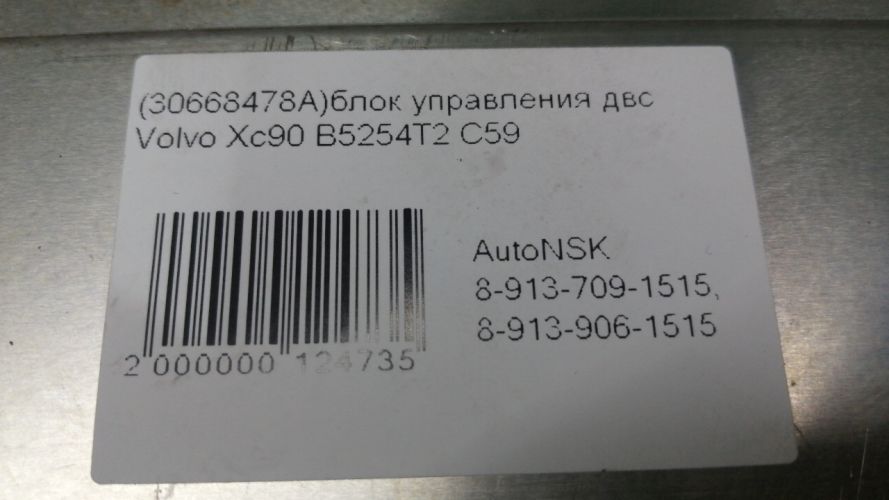 (30668478A)блок управления двс
Volvo Xc90 B5254T2 C59
AutoNSK
8-913-709-1515,
8-913-906-1515
2 000000 124735